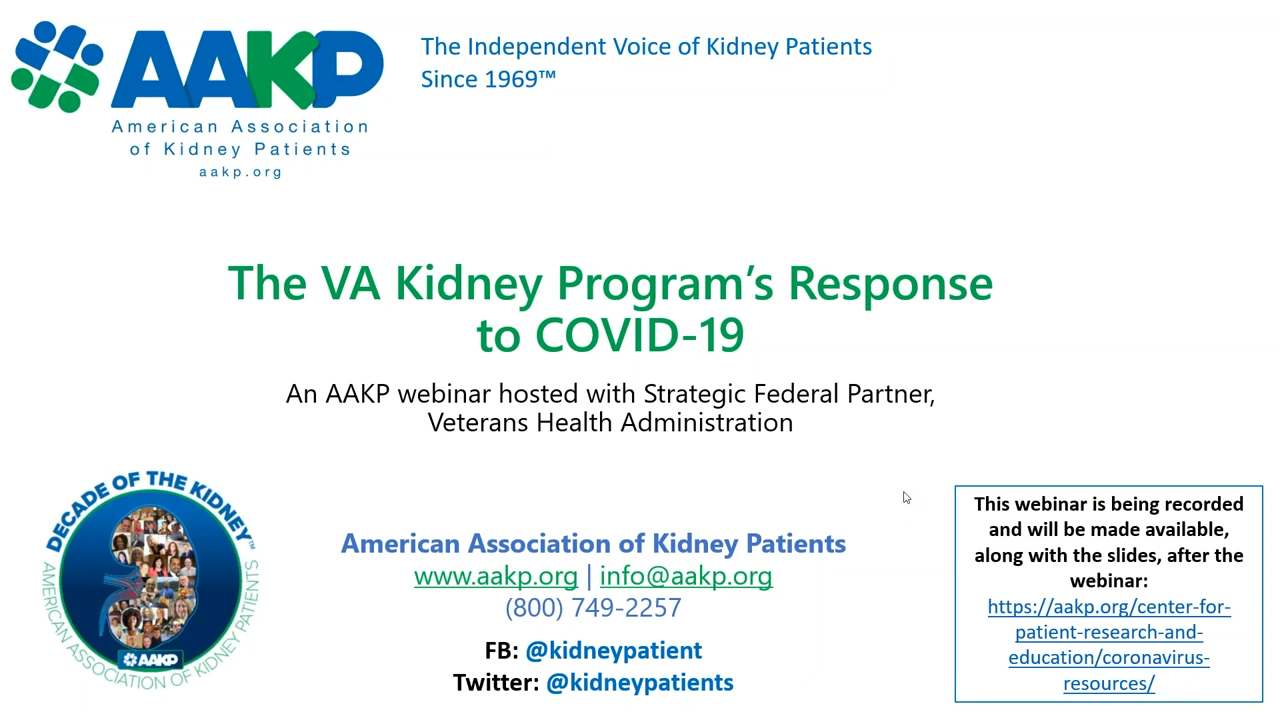 AAKP
American Association
of Kidney Patients
aakp.org
The Independent Voice of Kidney Patients
Since 1969™
The VA Kidney Program’s Response
to COVID-19
An AAKP webinar hosted with Strategic Federal Partner,
Veterans Health Administration
DECADE OF THE KIDNEY™
AMERICAN ASSOCIATION OF KIDNEY PATIENTS
AAKP
American Association of Kidney Patients
www.aakp.org | info@aakp.org
(800) 749-2257
FB: @kidneypatient
Twitter: @kidneypatients
This webinar is being recorded
and will be made available,
along with the slides, after the
webinar:
https://aakp.org/center-for-
patient-research-and-
education/coronavirus-
resources/